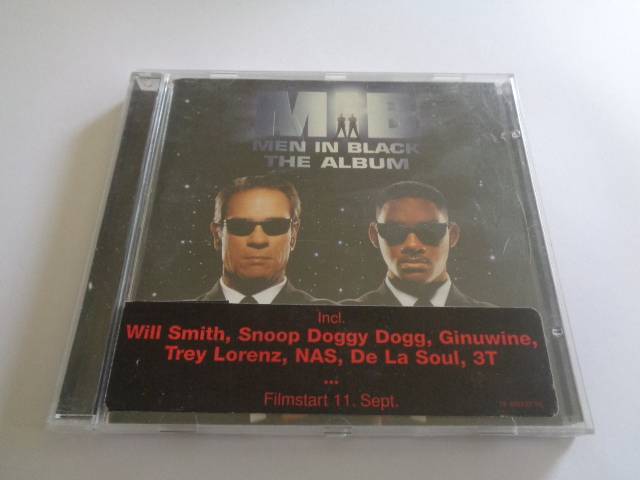 MIB
MEN IN BLACK
THE ALBUM
Incl.
Will Smith, Snoop Doggy Dogg, Ginuwine,
Trey Lorenz, NAS, De La Soul, 3T
...
Filmstart 11. Sept.